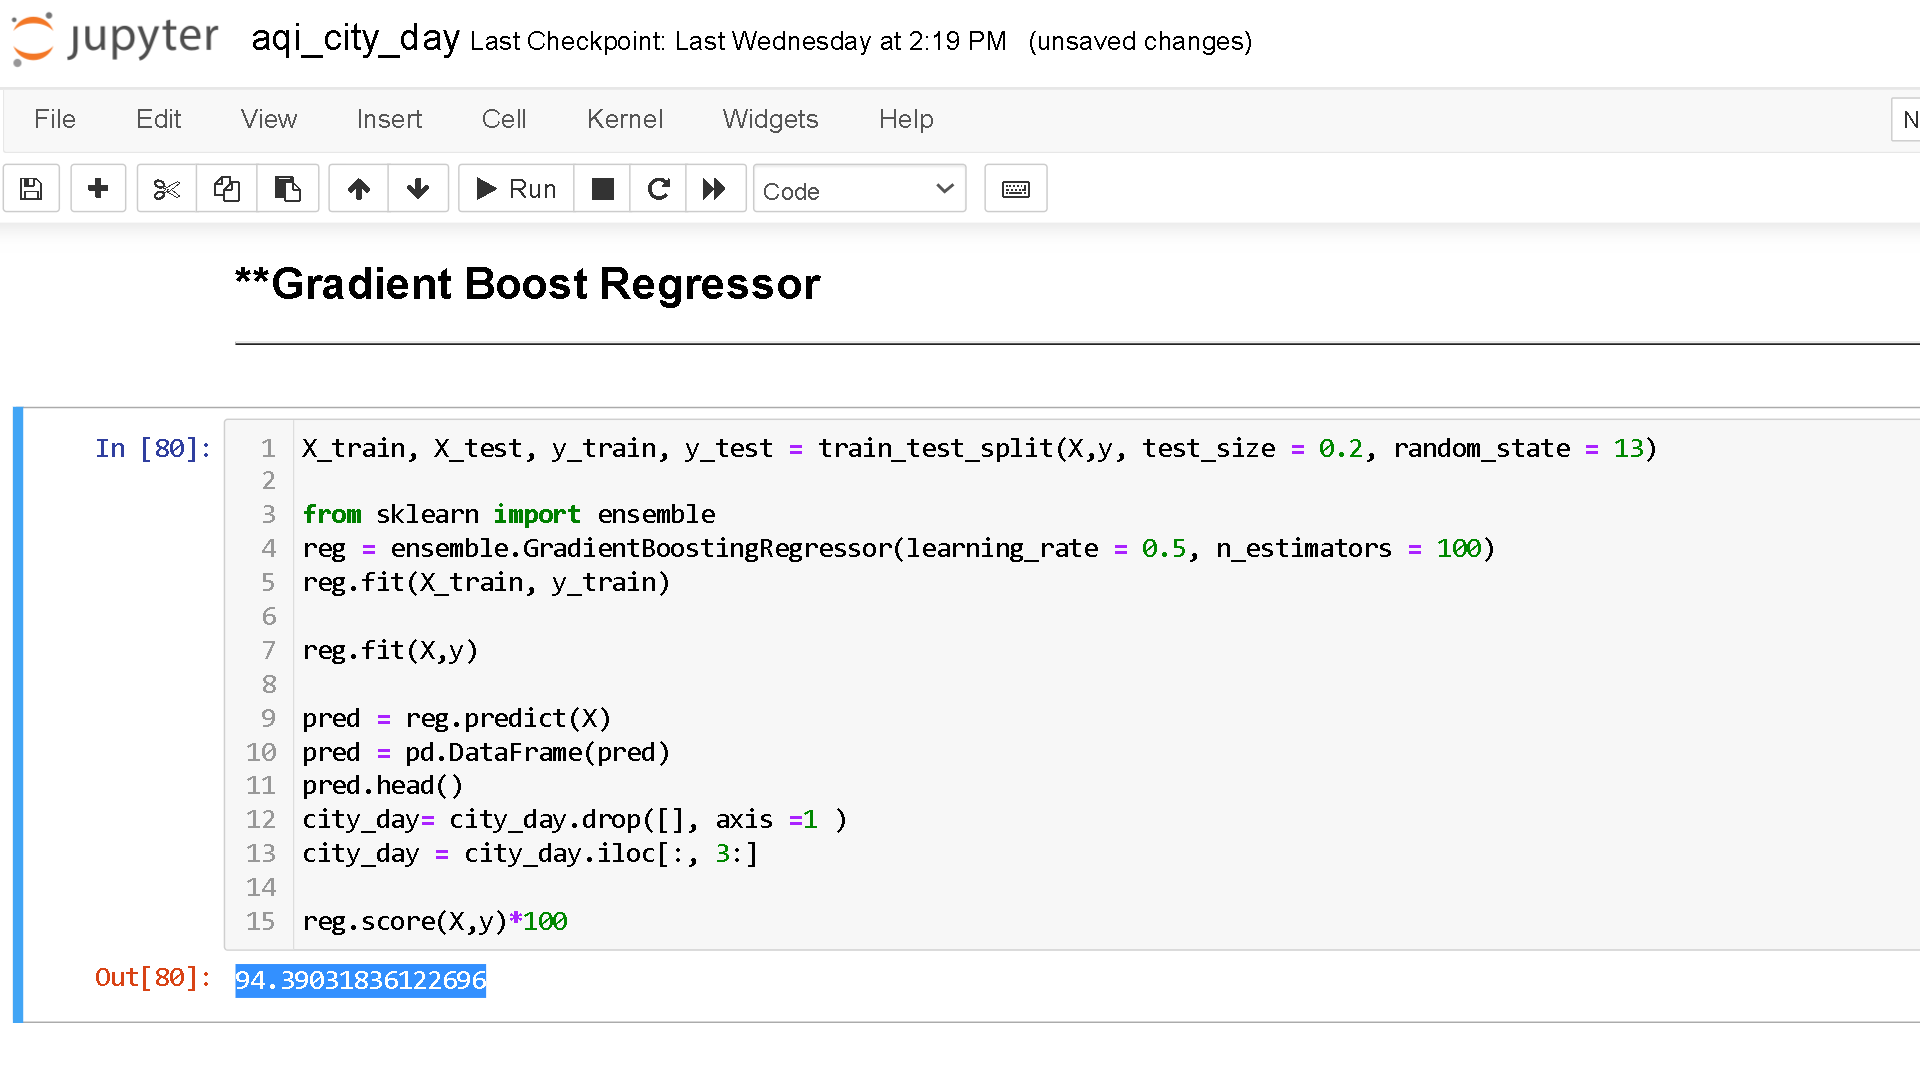 jupyter aqi_city_day Last Checkpoint: Last Wednesday at 2:19 PM (unsaved changes)
File Edit View Insert Cell Kernel Widgets Help N
Run Code
**Gradient Boost Regressor
In [80]:
1 X_train, X_test, y_train, y_test = train_test_split(X,y, test_size = 0.2, random_state = 13)
2
3 from sklearn import ensemble
4 reg = ensemble.GradientBoostingRegressor(learning_rate = 0.5, n_estimators = 100)
5 reg.fit(X_train, y_train)
6
7 reg.fit(X,y)
8
9 pred = reg.predict(X)
10 pred = pd.DataFrame(pred)
11 pred.head()
12 city_day= city_day.drop([], axis =1 )
13 city_day = city_day.iloc[:, 3:]
14
15 reg.score(X,y)*100
Out[80]: 94.39031836122696